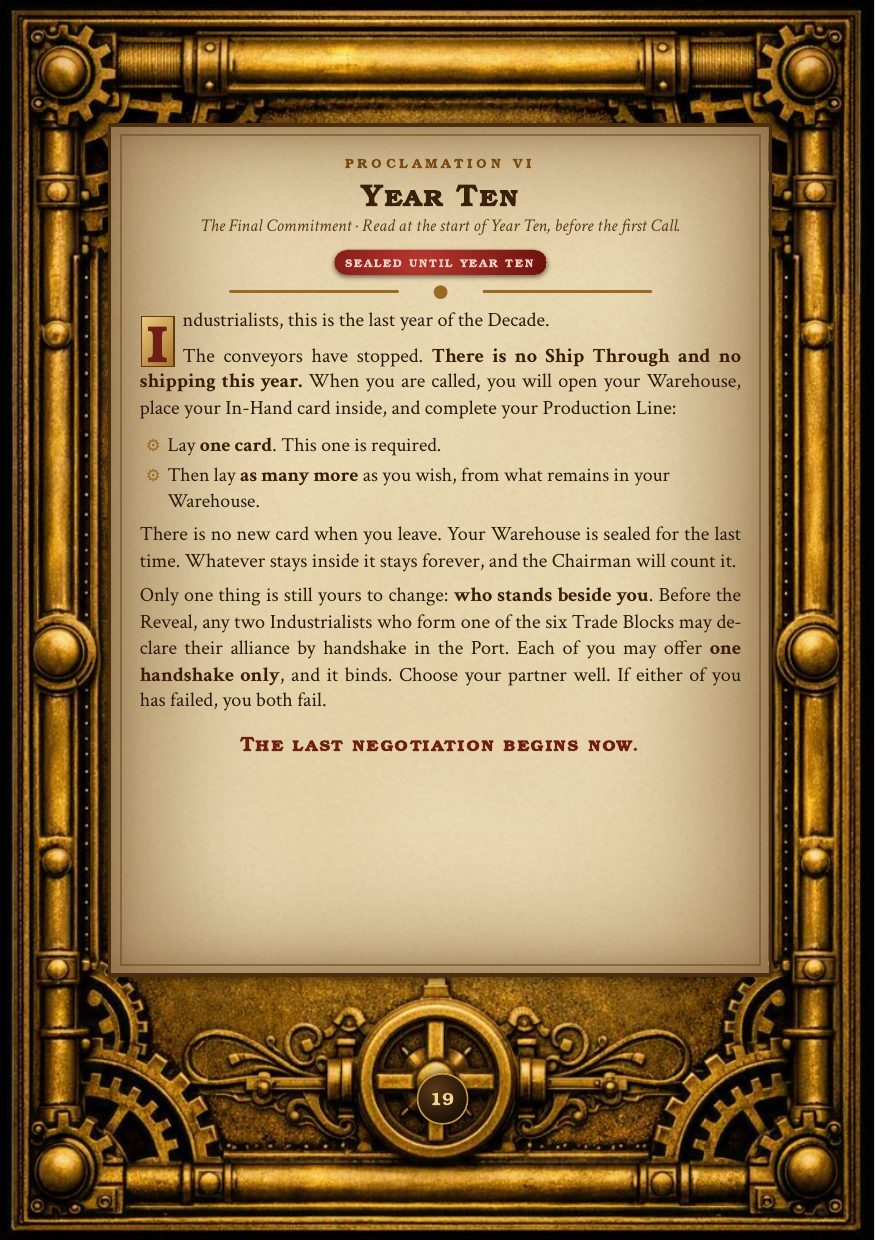 PROCLAMATION VI
YEAR TEN
The Final Commitment · Read at the start of Year Ten, before the first Call.
SEALED UNTIL YEAR TEN
Industrialists, this is the last year of the Decade.
The conveyors have stopped. There is no Ship Through and no
shipping this year. When you are called, you will open your Warehouse,
place your In-Hand card inside, and complete your Production Line:
Lay one card. This one is required.
Then lay as many more as you wish, from what remains in your
Warehouse.
There is no new card when you leave. Your Warehouse is sealed for the last
time. Whatever stays inside it stays forever, and the Chairman will count it.
Only one thing is still yours to change: who stands beside you. Before the
Reveal, any two Industrialists who form one of the six Trade Blocks may de-
clare their alliance by handshake in the Port. Each of you may offer one
handshake only, and it binds. Choose your partner well. If either of you
has failed, you both fail.
THE LAST NEGOTIATION BEGINS NOW.
19